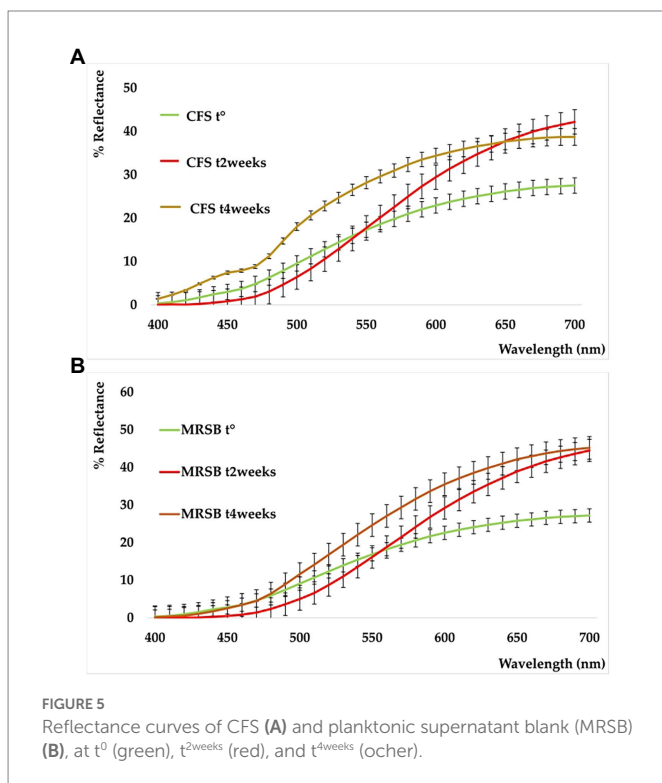 A
% Reflectance
50
40
30
20
10
0
CFS t°
CFS t2weeks
CFS t4weeks
400 450 500 550 600 650 700
Wavelength (nm)
B
% Reflectance
60
50
40
30
20
10
0
MRSB t°
MRSB t2weeks
MRSB t4weeks
400 450 500 550 600 650 700
Wavelength (nm)
FIGURE 5
Reflectance curves of CFS (A) and planktonic supernatant blank (MRSB)
(B), at t⁰ (green), t²ʷᵉᵉᵏˢ (red), and t⁴ʷᵉᵉᵏˢ (ocher).